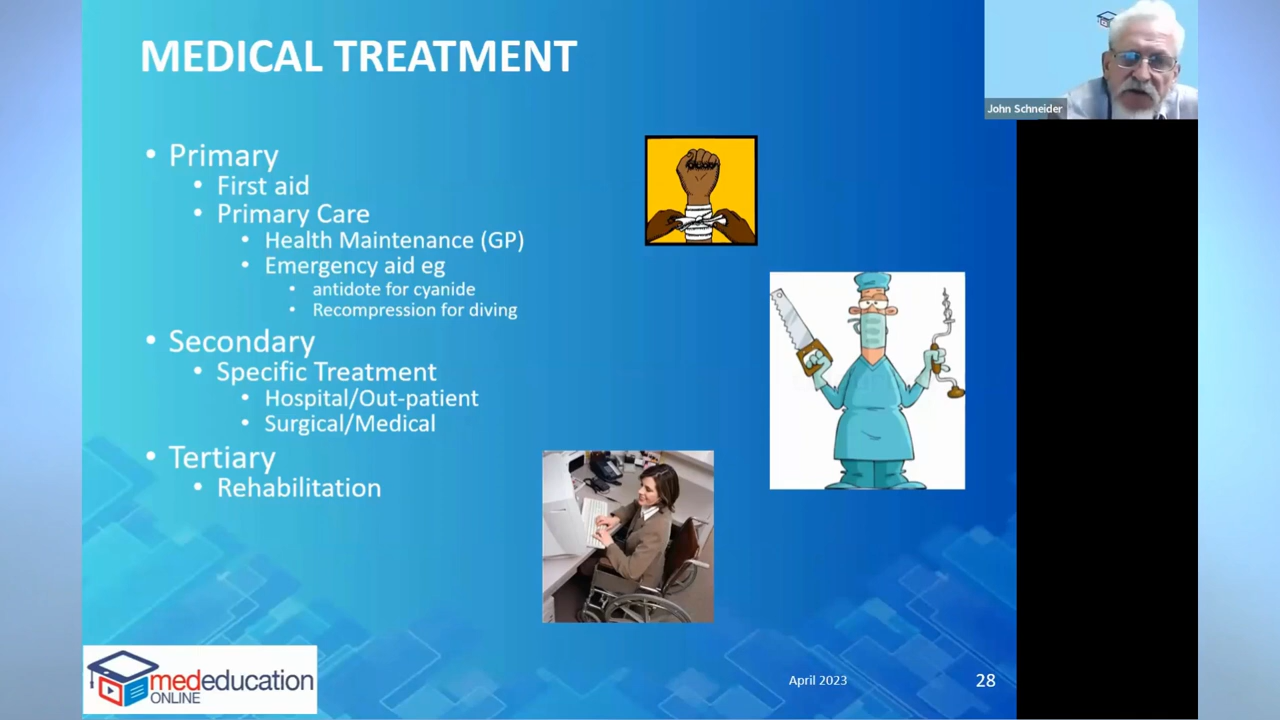 MEDICAL TREATMENT
John Schneider
• Primary
• First aid
• Primary Care
• Health Maintenance (GP)
• Emergency aid eg
• antidote for cyanide
• Recompression for diving
• Secondary
• Specific Treatment
• Hospital/Out-patient
• Surgical/Medical
• Tertiary
• Rehabilitation
mededucation
ONLINE
April 2023
28